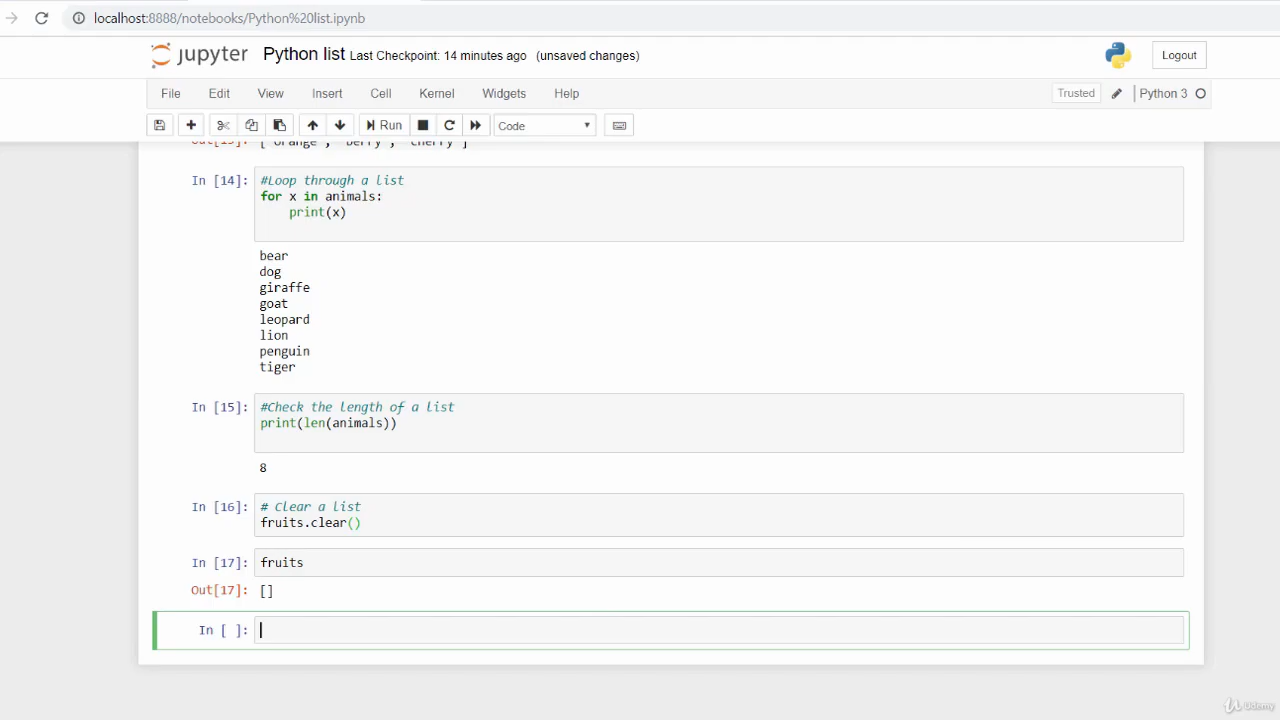 localhost:8888/notebooks/Python%20list.ipynb
jupyter Python list Last Checkpoint: 14 minutes ago (unsaved changes) Logout
File Edit View Insert Cell Kernel Widgets Help Trusted Python 3
Run Code
Out[13]: ['orange', 'berry', 'cherry']
In [14]: #Loop through a list
for x in animals:
print(x)
bear
dog
giraffe
goat
leopard
lion
penguin
tiger
In [15]: #Check the length of a list
print(len(animals))
8
In [16]: # Clear a list
fruits.clear()
In [17]: fruits
Out[17]: []
In [ ]:
Udemy